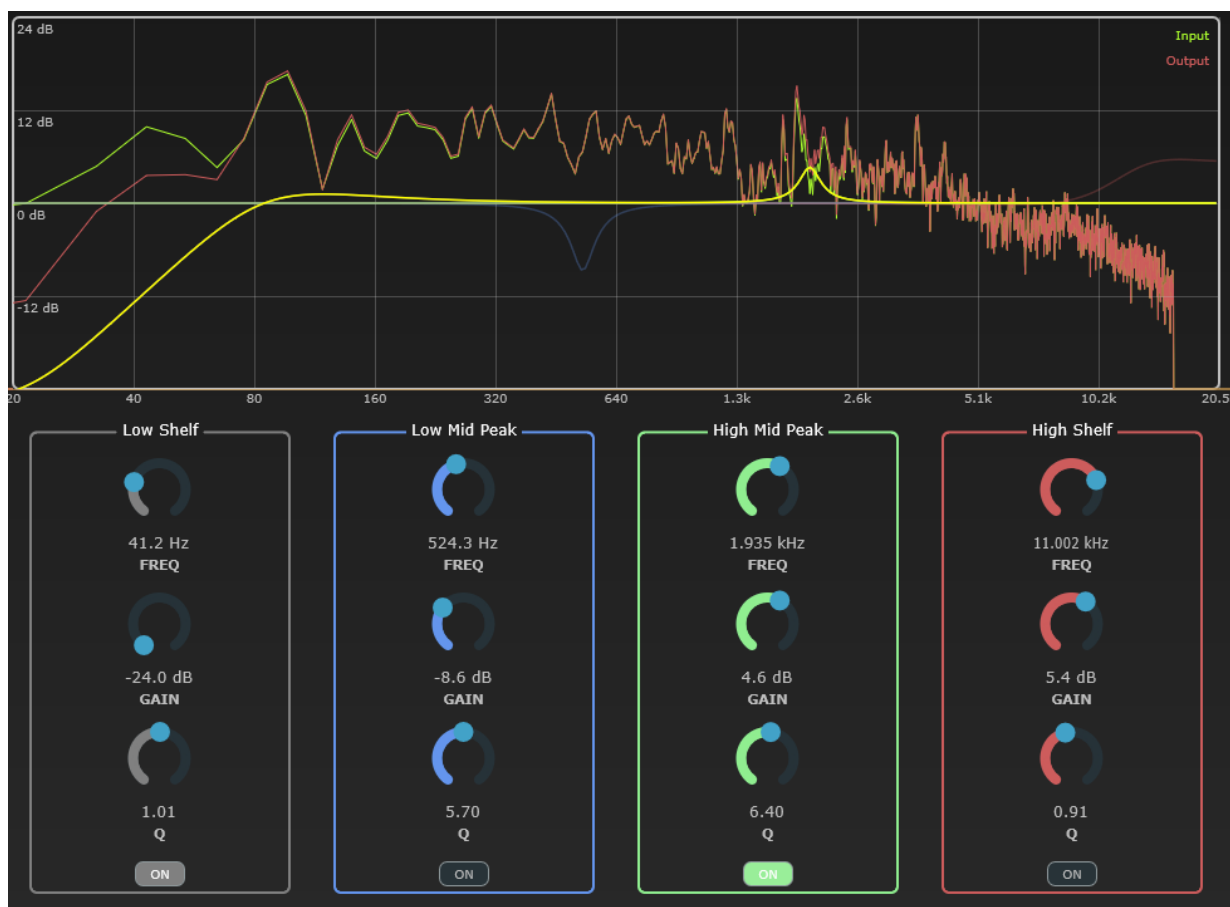 24 dB
Input
Output
12 dB
0 dB
-12 dB
20 40 80 160 320 640 1.3k 2.6k 5.1k 10.2k 20.5
Low Shelf Low Mid Peak High Mid Peak High Shelf
41.2 Hz 524.3 Hz 1.935 kHz 11.002 kHz
FREQ FREQ FREQ FREQ
-24.0 dB -8.6 dB 4.6 dB 5.4 dB
GAIN GAIN GAIN GAIN
1.01 5.70 6.40 0.91
Q Q Q Q
ON ON ON ON